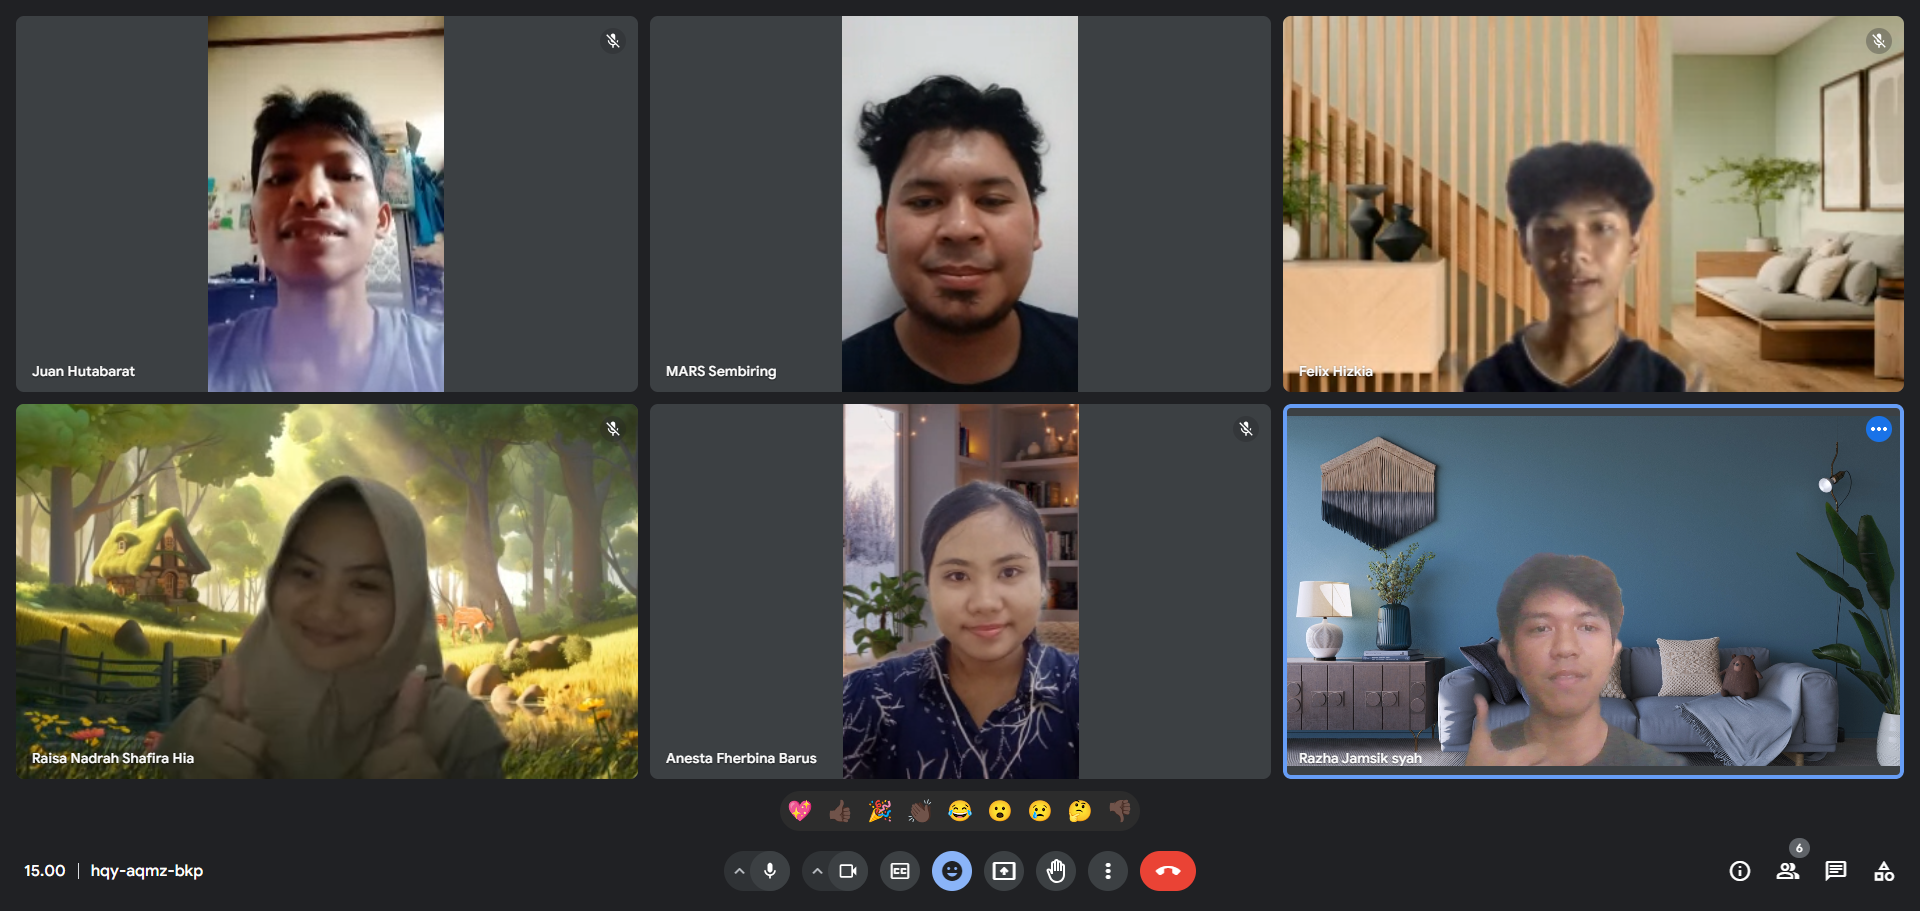 Juan Hutabarat
MARS Sembiring
Felix Hizkia
Raisa Nadrah Shafira Hia
Anesta Fherbina Barus
Razha Jamsik syah
6
15.00 | hqy-aqmz-bkp